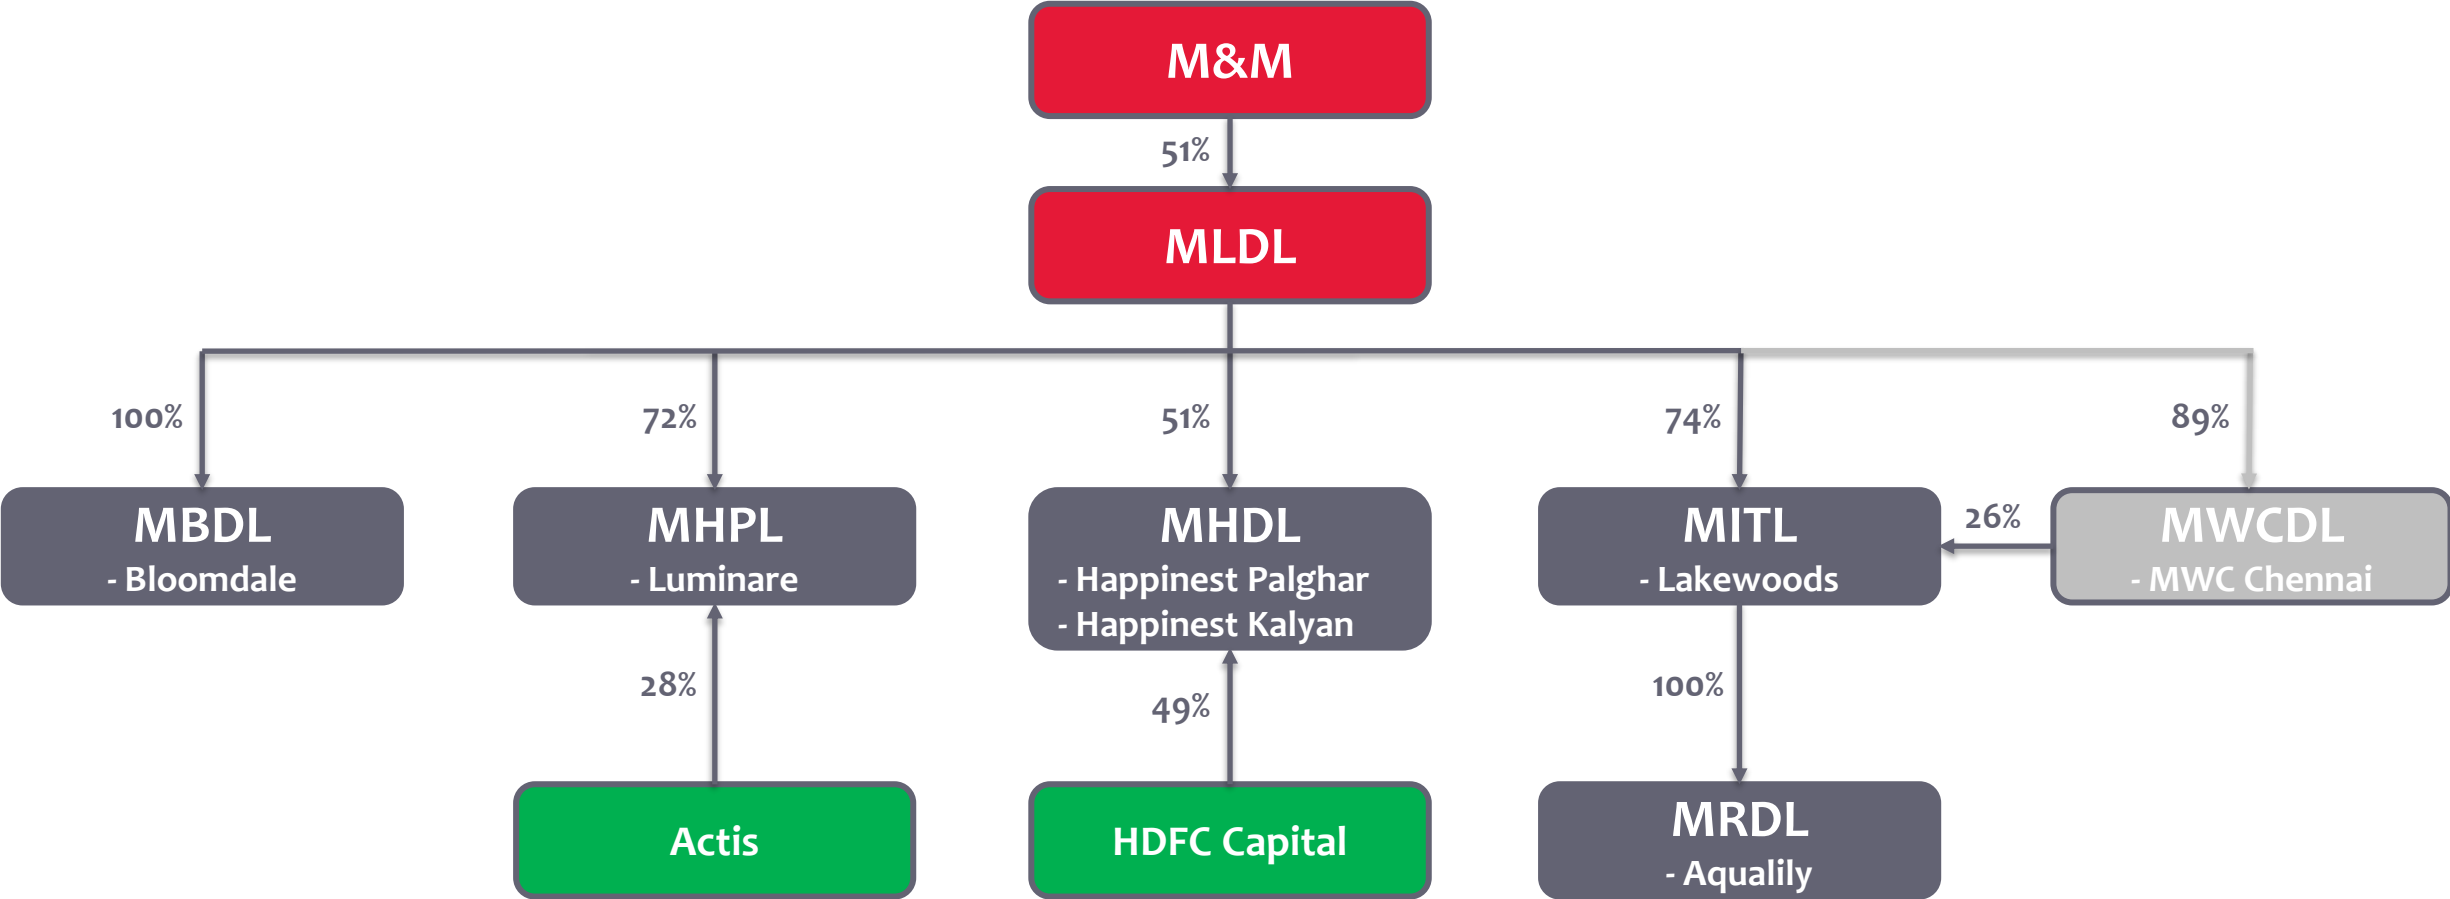 M&M
51%
MLDL
100%
72%
51%
74%
89%
MBDL
- Bloomdale
MHPL
- Luminare
MHDL
- Happinest Palghar
- Happinest Kalyan
MITL
- Lakewoods
26%
MWCDL
- MWC Chennai
28%
49%
100%
Actis
HDFC Capital
MRDL
- Aqualily